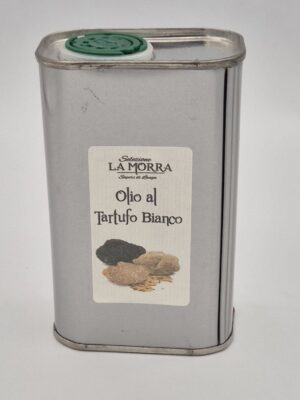 Selezione
LA MORRA
Sapori di Langa
Olio al
Tartufo Bianco